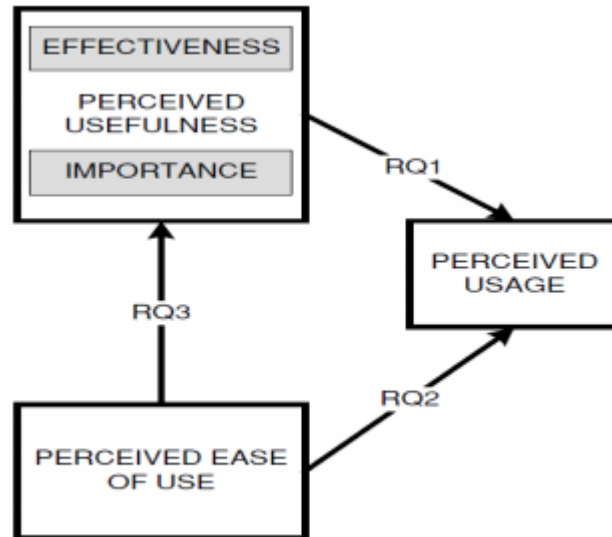 EFFECTIVENESS
PERCEIVED
USEFULNESS
IMPORTANCE
RQ1
PERCEIVED
USAGE
RQ3
RQ2
PERCEIVED EASE
OF USE